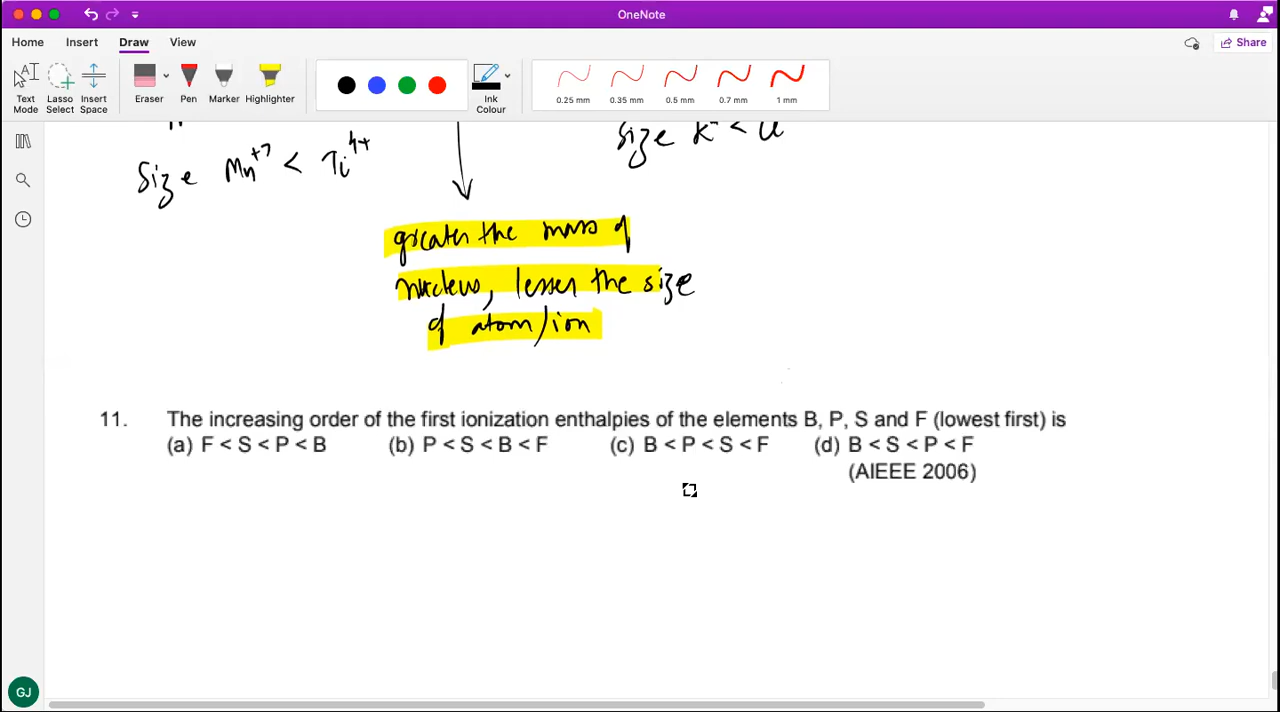 OneNote
Home Insert Draw View
Share
Text Mode
Lasso Select
Insert Space
Eraser
Pen
Marker
Highlighter
Ink Colour
0.25 mm
0.35 mm
0.5 mm
0.7 mm
1 mm
Size Mn+7 < Ti4+
Size K+ < Cl-
greater the mass of
nucleus, lesser the size
of atom/ion
11. The increasing order of the first ionization enthalpies of the elements B, P, S and F (lowest first) is
(a) F < S < P < B (b) P < S < B < F (c) B < P < S < F (d) B < S < P < F
(AIEEE 2006)
GJ